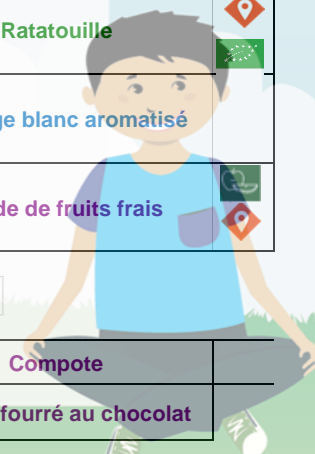 Ratatouille
ge blanc aromatisé
de de fruits frais
Compote
fourré au chocolat